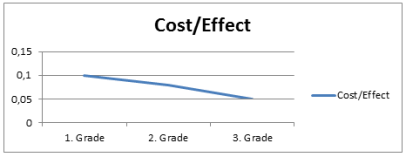 Cost/Effect
0,15
0,1
0,05
0
1. Grade 2. Grade 3. Grade
Cost/Effect